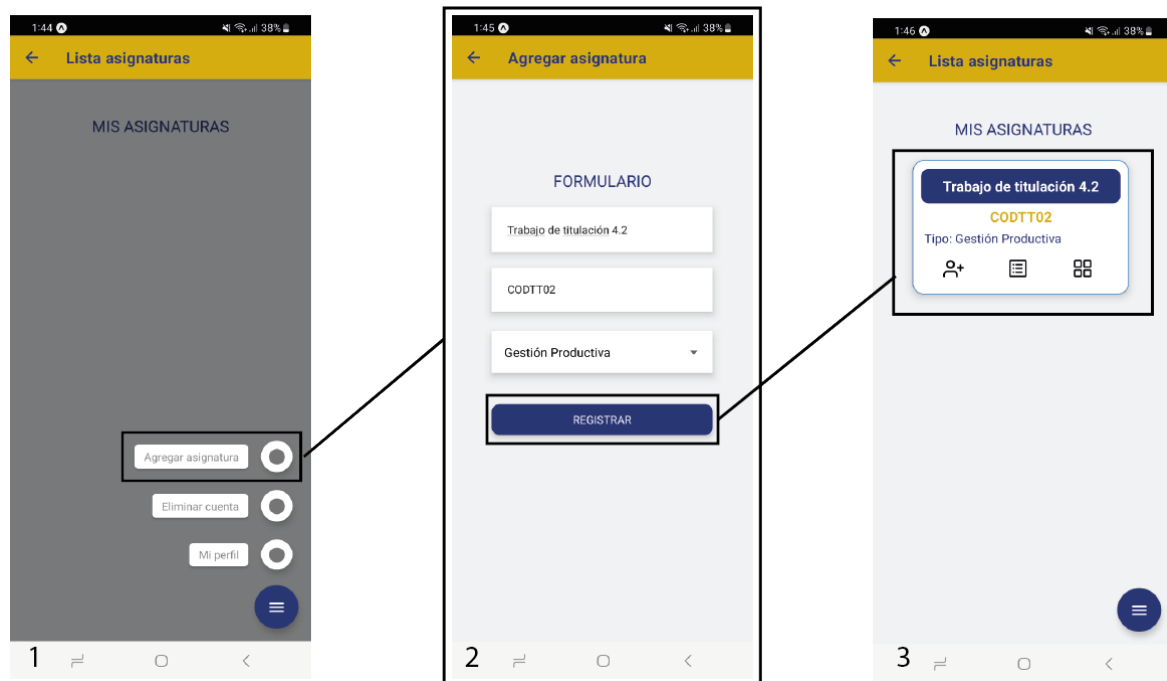 1:44
38%
Lista asignaturas
MIS ASIGNATURAS
Agregar asignatura
Eliminar cuenta
Mi perfil
1
1:45
38%
Agregar asignatura
FORMULARIO
Trabajo de titulación 4.2
CODTT02
Gestión Productiva
REGISTRAR
2
1:46
38%
Lista asignaturas
MIS ASIGNATURAS
Trabajo de titulación 4.2
CODTT02
Tipo: Gestión Productiva
3